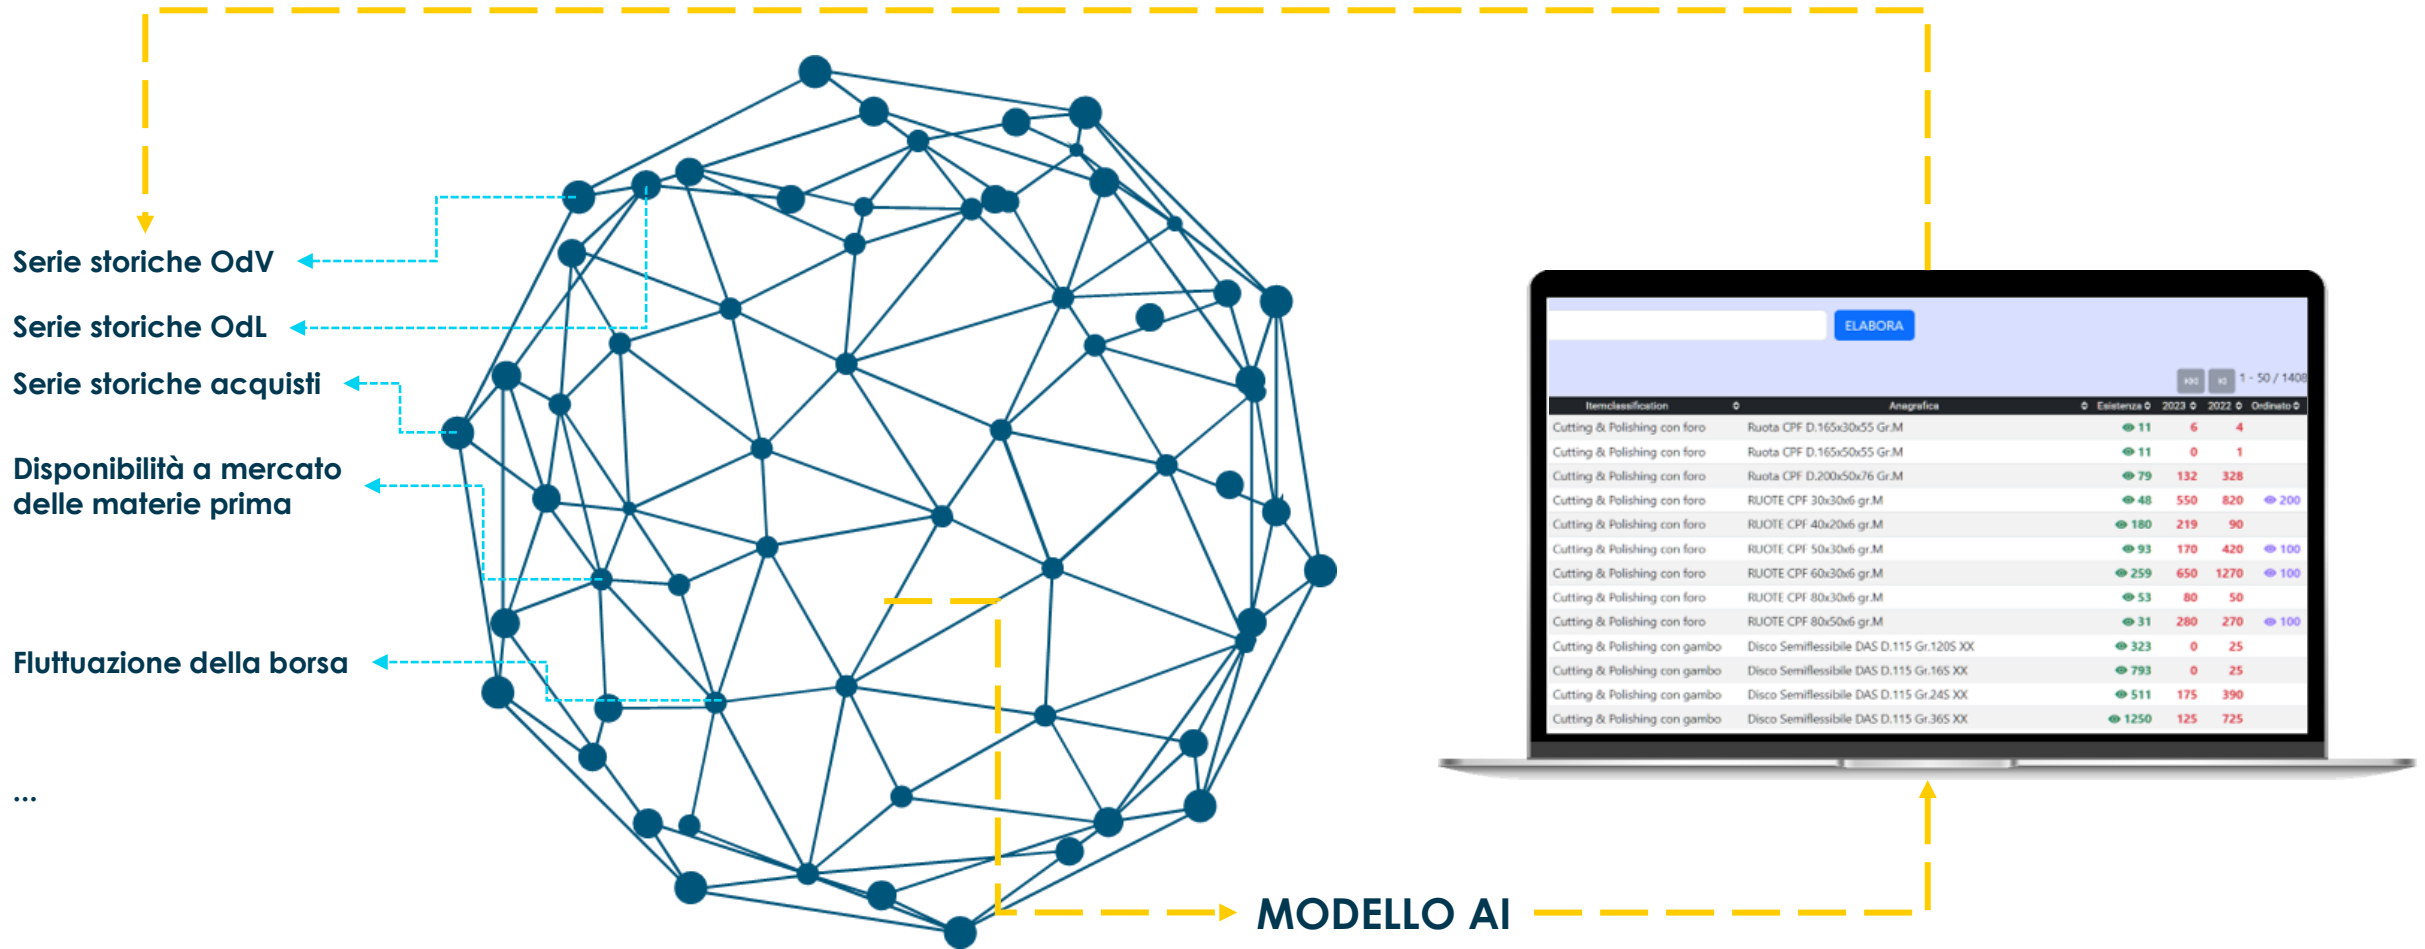 Serie storiche OdV
Serie storiche OdL
Serie storiche acquisti
Disponibilità a mercato
delle materie prima
Fluttuazione della borsa
...
MODELLO AI
ELABORA
1 - 50 / 1408
Itemclassification Anagrafica Esistenza 2023 2022 Ordinato
Cutting & Polishing con foro Ruota CPF D.165x30x55 Gr.M 11 6 4
Cutting & Polishing con foro Ruota CPF D.165x50x55 Gr.M 11 0 1
Cutting & Polishing con foro Ruota CPF D.200x50x76 Gr.M 79 132 328
Cutting & Polishing con foro RUOTE CPF 30x30x6 gr.M 48 550 820 200
Cutting & Polishing con foro RUOTE CPF 40x20x6 gr.M 180 219 90
Cutting & Polishing con foro RUOTE CPF 50x30x6 gr.M 93 170 420 100
Cutting & Polishing con foro RUOTE CPF 60x30x6 gr.M 259 650 1270 100
Cutting & Polishing con foro RUOTE CPF 80x30x6 gr.M 53 80 50
Cutting & Polishing con foro RUOTE CPF 80x50x6 gr.M 31 280 270 100
Cutting & Polishing con gambo Disco Semiflessibile DAS D.115 Gr.120S XX 323 0 25
Cutting & Polishing con gambo Disco Semiflessibile DAS D.115 Gr.16S XX 793 0 25
Cutting & Polishing con gambo Disco Semiflessibile DAS D.115 Gr.24S XX 511 175 390
Cutting & Polishing con gambo Disco Semiflessibile DAS D.115 Gr.36S XX 1250 125 725